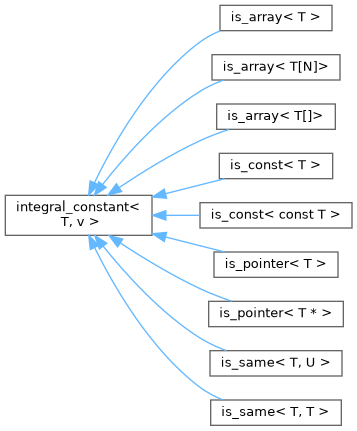 is_array< T >
is_array< T[N]>
is_array< T[]>
is_const< T >
integral_constant<
T, v >
is_const< const T >
is_pointer< T >
is_pointer< T * >
is_same< T, U >
is_same< T, T >